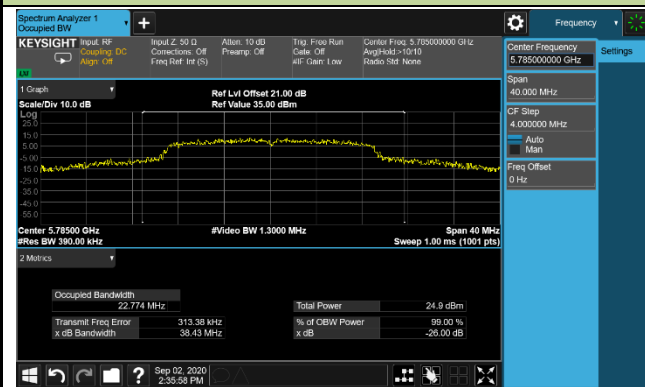 Spectrum Analyzer 1
Occupied BW
+
Frequency
KEYSIGHT
Input: RF
Coupling: DC
Align: Off
Input Z: 50 Ω
Corrections: Off
Freq Ref: Int (S)
Atten: 10 dB
Preamp: Off
Trig: Free Run
Gate: Off
#IF Gain: Low
Center Freq: 5.785000000 GHz
Avg|Hold:>10/10
Radio Std: None
LXI
Center Frequency
5.785000000 GHz
Settings
Span
40.000 MHz
CF Step
4.000000 MHz
Auto
Man
Freq Offset
0 Hz
1 Graph
Scale/Div 10.0 dB
Ref Lvl Offset 21.00 dB
Ref Value 35.00 dBm
Log
25.0
15.0
5.00
-5.00
-15.0
-25.0
-35.0
-45.0
-55.0
Center 5.78500 GHz
#Video BW 1.3000 MHz
Span 40 MHz
#Res BW 390.00 kHz
Sweep 1.00 ms (1001 pts)
2 Metrics
Occupied Bandwidth
22.774 MHz
Total Power 24.9 dBm
Transmit Freq Error 313.38 kHz
% of OBW Power 99.00 %
x dB Bandwidth 38.43 MHz
x dB -26.00 dB
?
Sep 02, 2020
2:35:58 PM